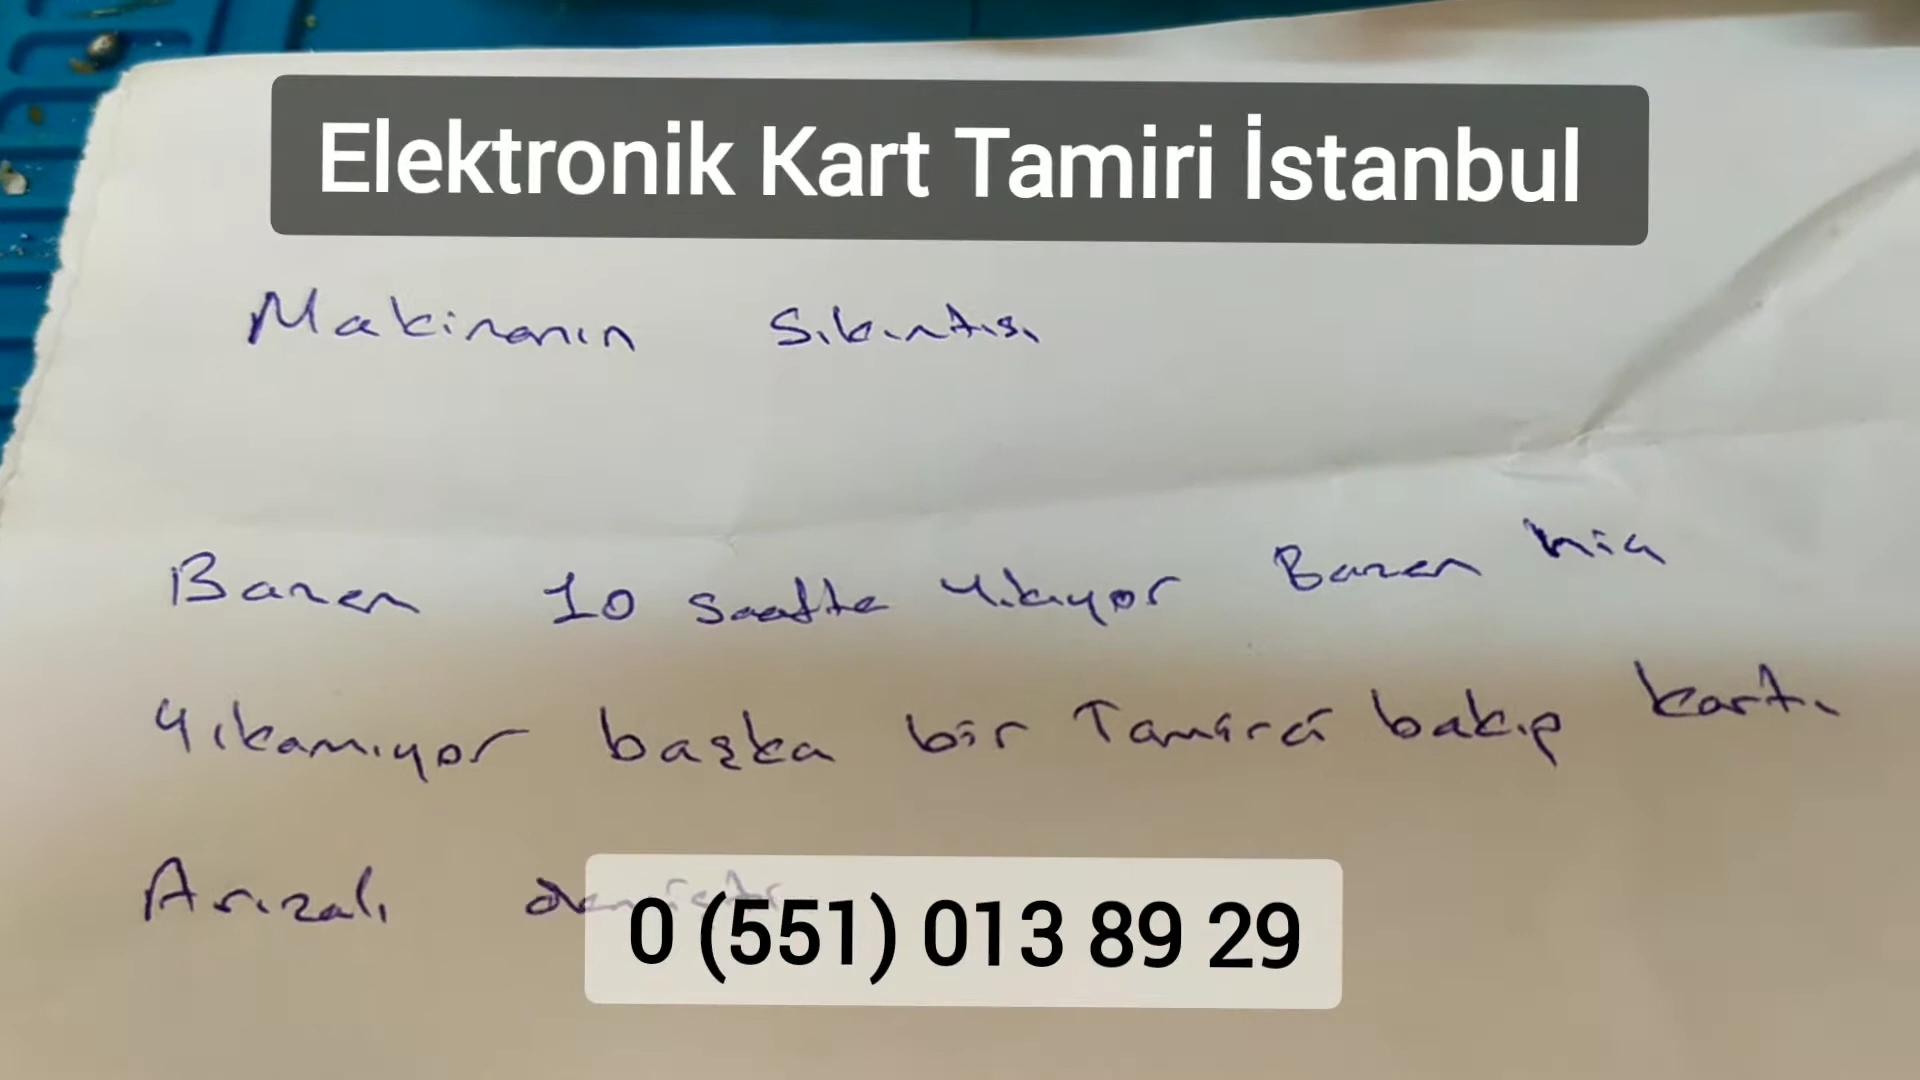 Elektronik Kart Tamiri İstanbul
Makinanın sıkıntısı
Bazen 10 saatte yıkıyor Bazen hiç
yıkamıyor başka bir Tamirci bakıp kartı
Arızalı
0 (551) 013 89 29